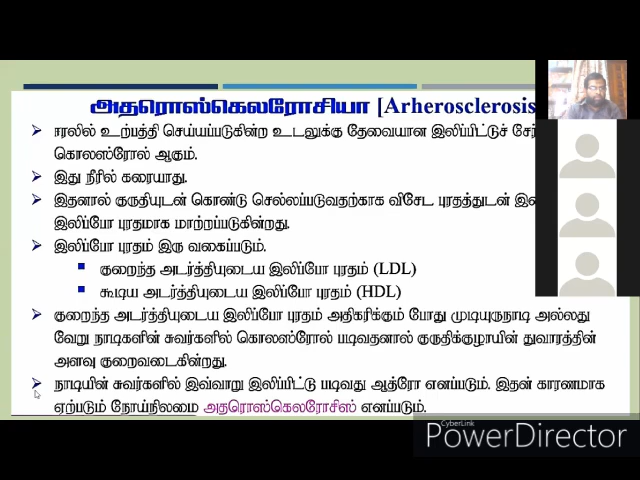 அதரொஸ்கெலரோசியா [Arherosclerosis
ஈரலில் உற்பத்தி செய்யப்படுகின்ற உடலுக்கு தேவையான இலிப்பிட்டுச் சேர்
கொலஸ்ரோல் ஆகும்.
இது நீரில் கரையாது.
இதனால் குருதியுடன் கொண்டு செல்லப்படுவதற்காக விசேட புரதத்துடன் இ
இலிப்போ புரதமாக மாற்றப்படுகின்றது.
இலிப்போ புரதம் இரு வகைப்படும்.
குறைந்த அடர்த்தியுடைய இலிப்போ புரதம் (LDL)
கூடிய அடர்த்தியுடைய இலிப்போ புரதம் (HDL)
குறைந்த அடர்த்தியுடைய இலிப்போ புரதம் அதிகரிக்கும் போது முடியுருநாடி அல்லது
வேறு நாடிகளின் சுவர்களில் கொலஸ்ரோல் படிவதனால் குருதிக்குழாயின் துவாரத்தின்
அளவு குறைவடைகின்றது.
நாடியின் சுவர்களில் இவ்வாறு இலிப்பிட்டு படிவது ஆத்ரோ எனப்படும். இதன் காரணமாக
ஏற்படும் நோய்நிலமை அதரொஸ்கெலரோசிஸ் எனப்படும்.
CyberLink
PowerDirector